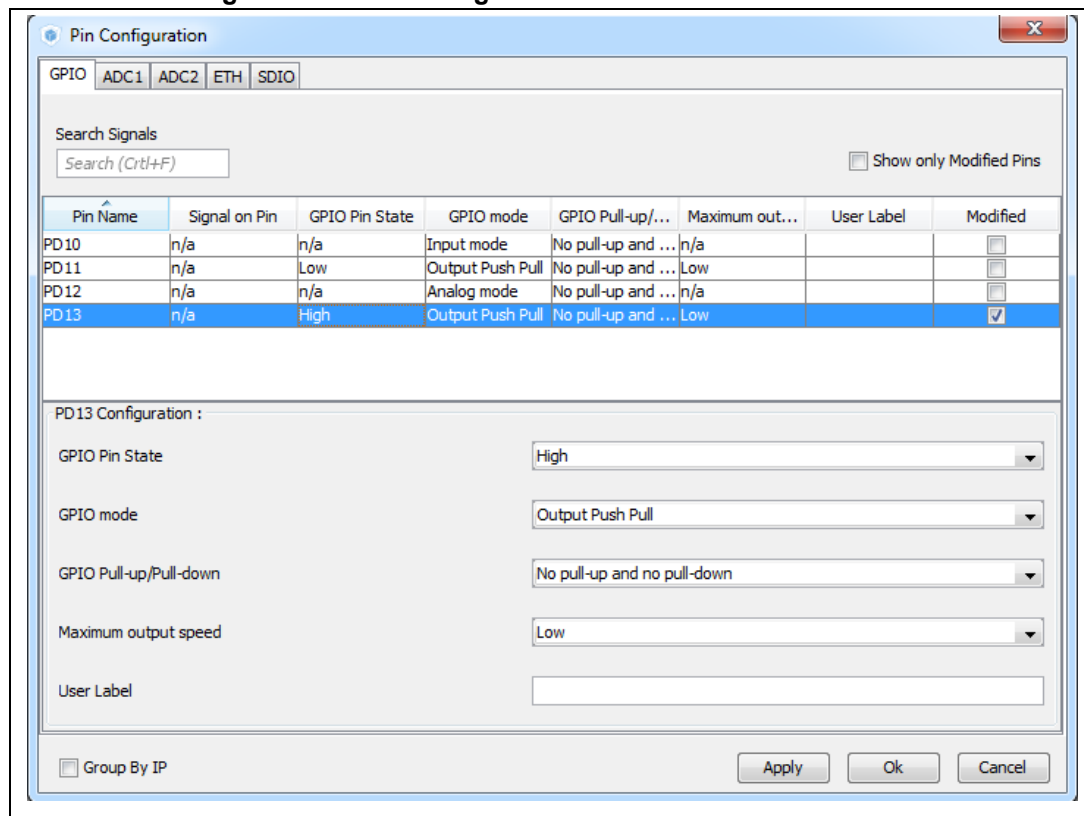 Pin Configuration
GPIO ADC1 ADC2 ETH SDIO
Search Signals
Search (Crtl+F)
Show only Modified Pins
Pin Name Signal on Pin GPIO Pin State GPIO mode GPIO Pull-up/... Maximum out... User Label Modified
PD10 n/a n/a Input mode No pull-up and ... n/a
PD11 n/a Low Output Push Pull No pull-up and ... Low
PD12 n/a n/a Analog mode No pull-up and ... n/a
PD13 n/a High Output Push Pull No pull-up and ... Low
PD13 Configuration :
GPIO Pin State High
GPIO mode Output Push Pull
GPIO Pull-up/Pull-down No pull-up and no pull-down
Maximum output speed Low
User Label
Group By IP Apply Ok Cancel